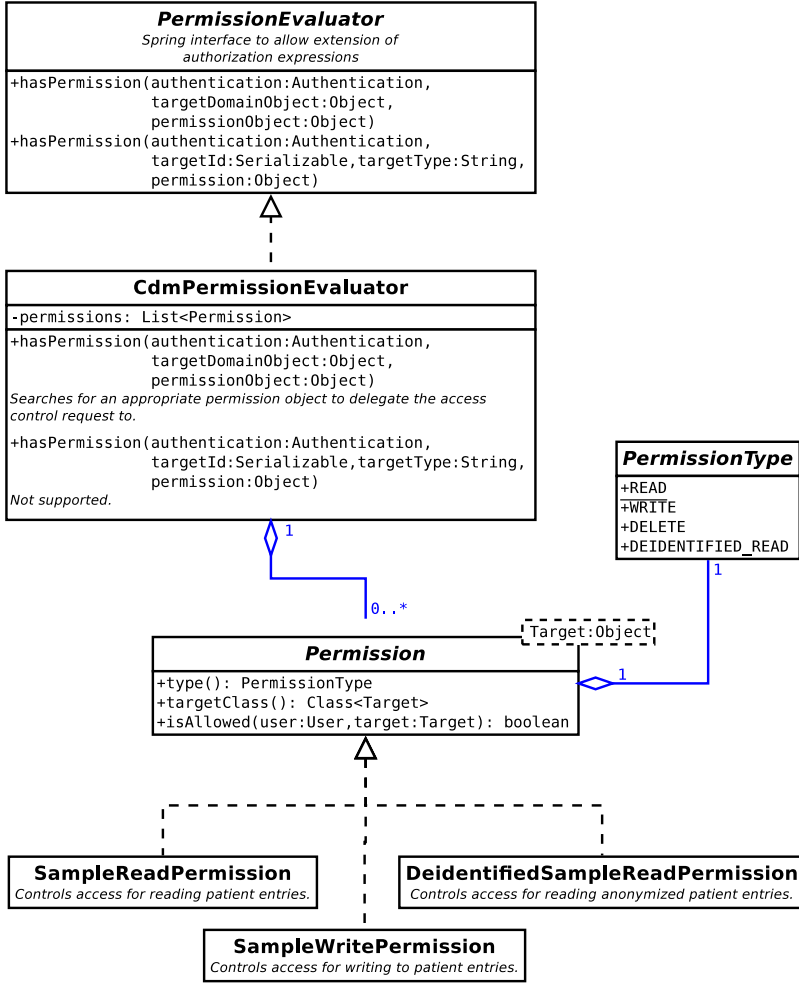 PermissionEvaluator
Spring interface to allow extension of
authorization expressions
+hasPermission(authentication:Authentication,
targetDomainObject:Object,
permissionObject:Object)
+hasPermission(authentication:Authentication,
targetId:Serializable,targetType:String,
permission:Object)
CdmPermissionEvaluator
-permissions: List<Permission>
+hasPermission(authentication:Authentication,
targetDomainObject:Object,
permissionObject:Object)
Searches for an appropriate permission object to delegate the access
control request to.
+hasPermission(authentication:Authentication,
targetId:Serializable,targetType:String,
permission:Object)
Not supported.
PermissionType
+READ
+WRITE
+DELETE
+DEIDENTIFIED_READ
1
1
0..*
Target:Object
Permission
+type(): PermissionType
+targetClass(): Class<Target>
+isAllowed(user:User,target:Target): boolean
1
SampleReadPermission
Controls access for reading patient entries.
DeidentifiedSampleReadPermission
Controls access for reading anonymized patient entries.
SampleWritePermission
Controls access for writing to patient entries.